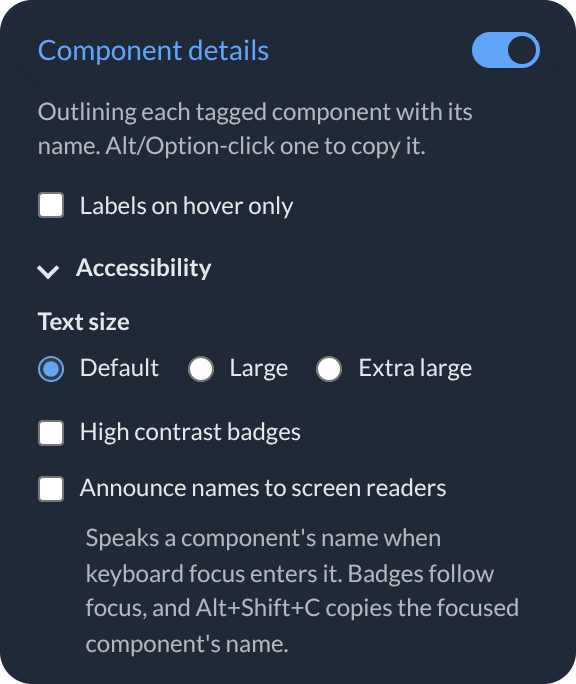 Component details
Outlining each tagged component with its
name. Alt/Option-click one to copy it.
Labels on hover only
Accessibility
Text size
Default Large Extra large
High contrast badges
Announce names to screen readers
Speaks a component's name when
keyboard focus enters it. Badges follow
focus, and Alt+Shift+C copies the focused
component's name.